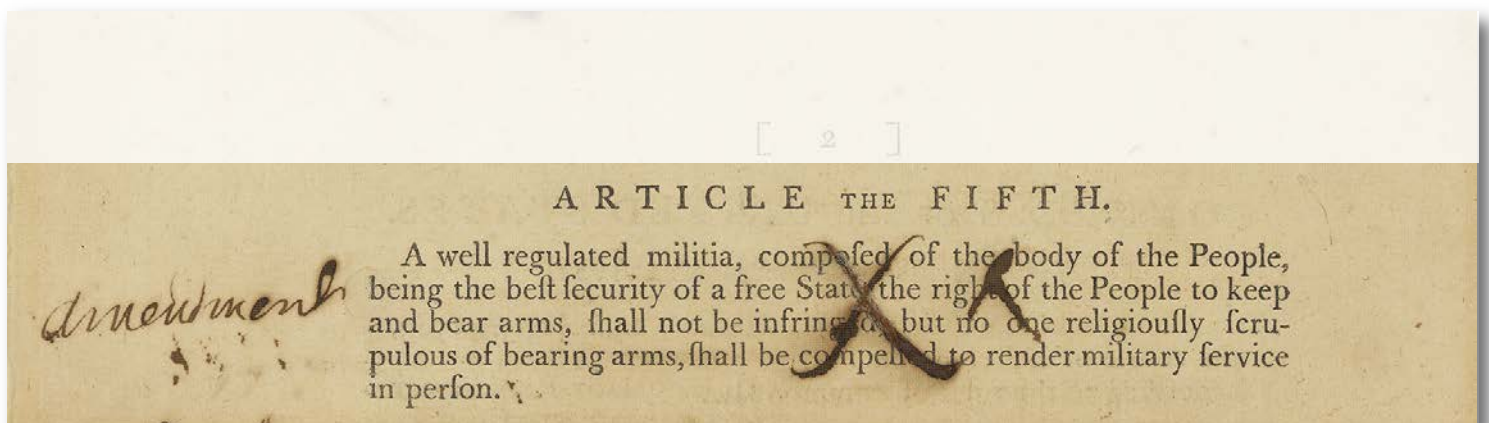 [ 2 ]
ARTICLE THE FIFTH.
A well regulated militia, compoſed of the body of the People,
amendment
being the beſt ſecurity of a free State, the right of the People to keep
and bear arms, ſhall not be infringed, but no one religiouſly ſcru-
pulous of bearing arms, ſhall be compelled to render military ſervice
in perſon.